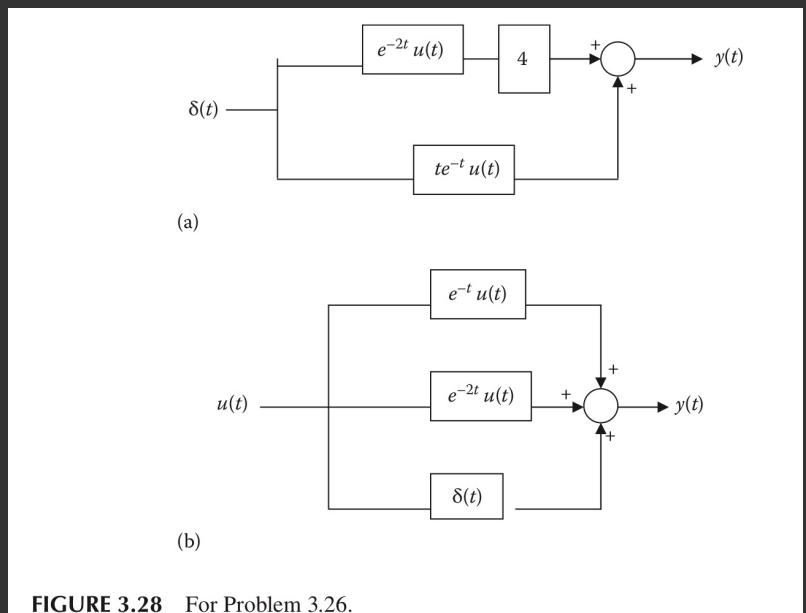 e⁻²ᵗ u(t)
4
+
y(t)
δ(t)
+
te⁻ᵗ u(t)
(a)
e⁻ᵗ u(t)
+
u(t)
e⁻²ᵗ u(t)
+
y(t)
+
δ(t)
(b)
FIGURE 3.28 For Problem 3.26.